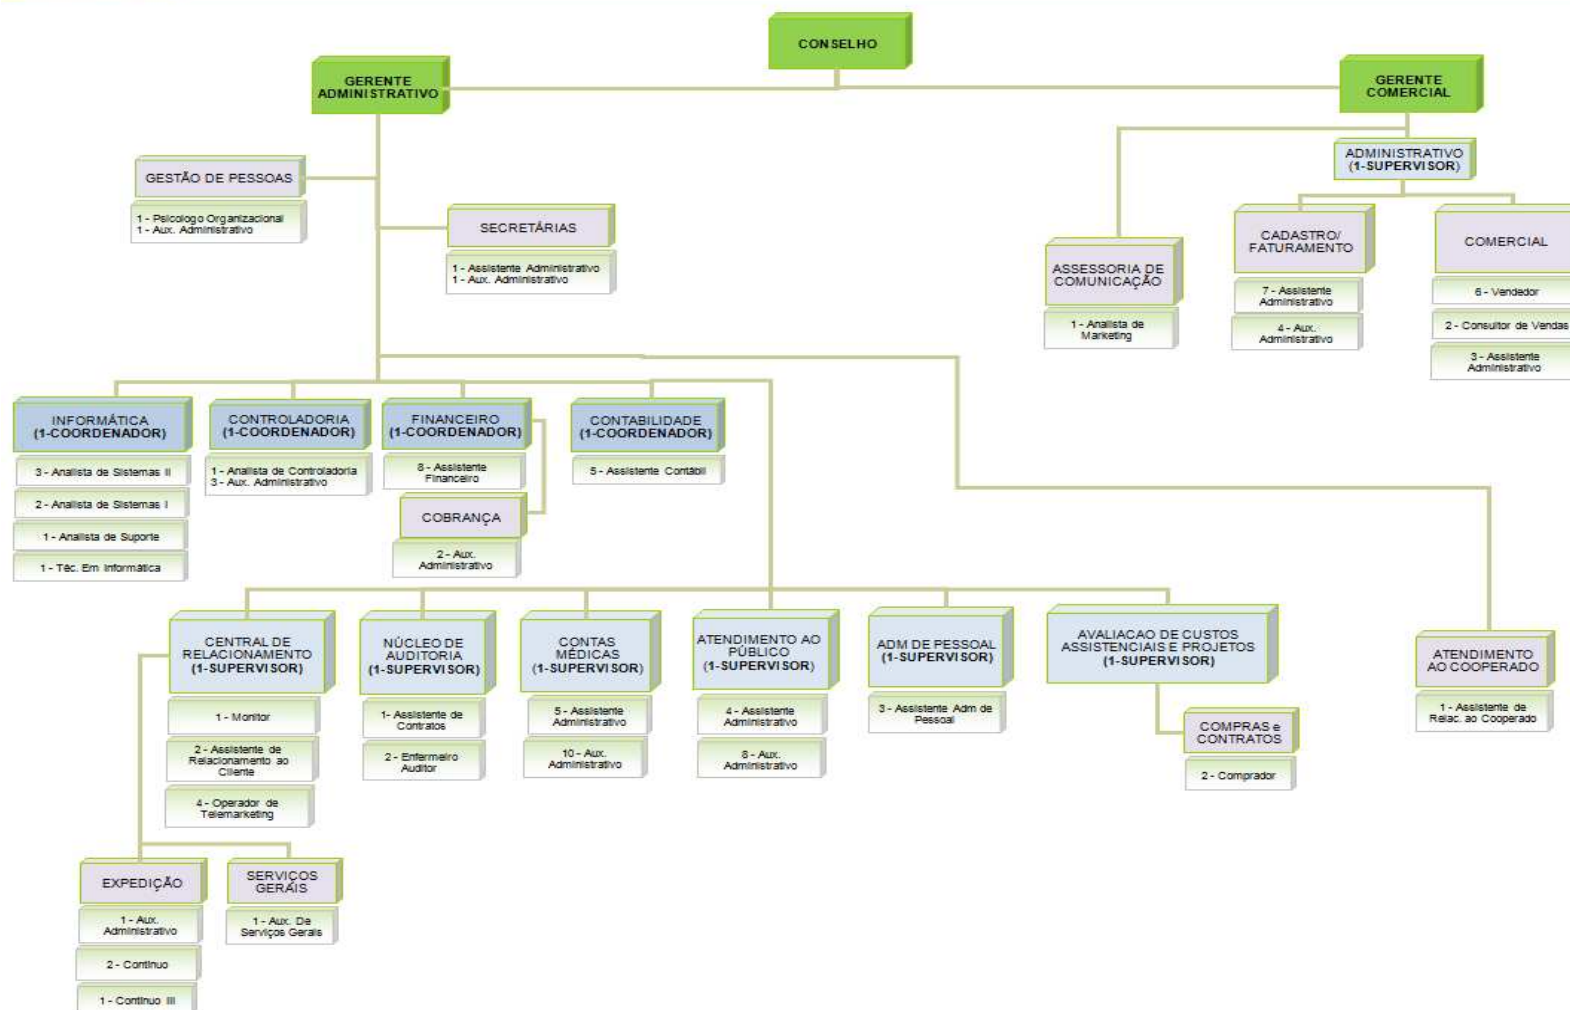 CONSELHO
GERENTE
ADMINISTRATIVO
GERENTE
COMERCIAL
GESTÃO DE PESSOAS
1 - Psicologo Organizacional
1 - Aux. Administrativo
SECRETÁRIAS
1 - Assistente Administrativo
1 - Aux. Administrativo
ADMINISTRATIVO
(1-SUPERVISOR)
ASSESSORIA DE
COMUNICAÇÃO
1 - Analista de
Marketing
CADASTRO/
FATURAMENTO
7 - Assistente
Administrativo
4 - Aux.
Administrativo
COMERCIAL
6 - Vendedor
2 - Consultor de Vendas
3 - Assistente
Administrativo
INFORMÁTICA
(1-COORDENADOR)
3 - Analista de Sistemas II
2 - Analista de Sistemas I
1 - Analista de Suporte
1 - Téc. Em Informática
CONTROLADORIA
(1-COORDENADOR)
1 - Analista de Controladoria
3 - Aux. Administrativo
FINANCEIRO
(1-COORDENADOR)
8 - Assistente
Financeiro
COBRANÇA
2 - Aux.
Administrativo
CONTABILIDADE
(1-COORDENADOR)
5 - Assistente Contábil
CENTRAL DE
RELACIONAMENTO
(1-SUPERVISOR)
1 - Monitor
2 - Assistente de
Relacionamento ao
Cliente
4 - Operador de
Telemarketing
EXPEDIÇÃO
1 - Aux.
Administrativo
2 - Contínuo
1 - Contínuo III
SERVIÇOS
GERAIS
1 - Aux. De
Serviços Gerais
NÚCLEO DE
AUDITORIA
(1-SUPERVISOR)
1- Assistente de
Contratos
2 - Enfermeiro
Auditor
CONTAS
MÉDICAS
(1-SUPERVISOR)
5 - Assistente
Administrativo
10 - Aux.
Administrativo
ATENDIMENTO AO
PÚBLICO
(1-SUPERVISOR)
4 - Assistente
Administrativo
8 - Aux.
Administrativo
ADM DE PESSOAL
(1-SUPERVISOR)
3 - Assistente Adm de
Pessoal
AVALIACAO DE CUSTOS
ASSISTENCIAIS E PROJETOS
(1-SUPERVISOR)
COMPRAS e
CONTRATOS
2 - Comprador
ATENDIMENTO
AO COOPERADO
1 - Assistente de
Relac. ao Cooperado